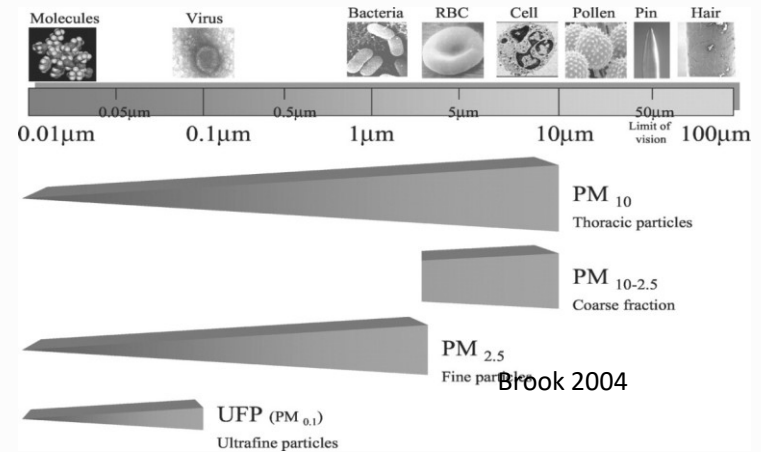 Molecules Virus Bacteria RBC Cell Pollen Pin Hair
0.05μm 0.5μm 5μm 50μm
Limit of vision
0.01μm 0.1μm 1μm 10μm 100μm
PM 10
Thoracic particles
PM 10-2.5
Coarse fraction
PM 2.5
Fine particles
Brook 2004
UFP (PM 0.1)
Ultrafine particles